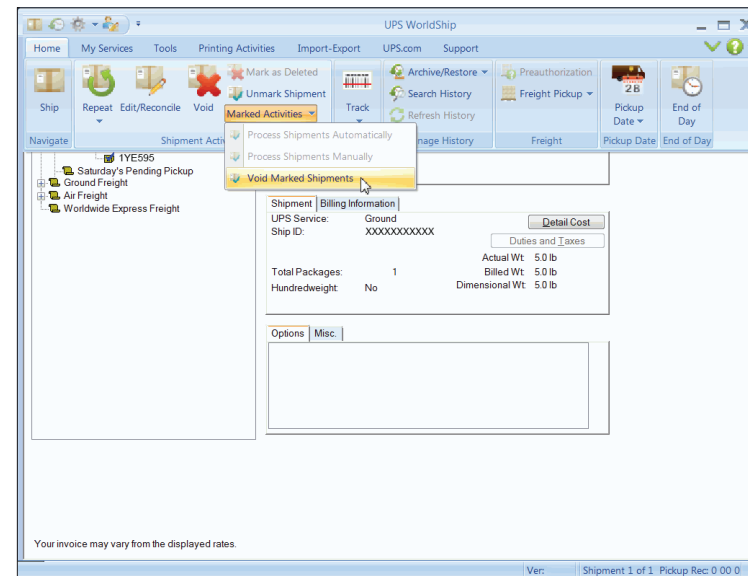 UPS WorldShip
Home My Services Tools Printing Activities Import-Export UPS.com Support
Ship
Repeat
Edit/Reconcile
Void
Mark as Deleted
Unmark Shipment
Marked Activities
Track
Archive/Restore
Search History
Refresh History
Preauthorization
Freight Pickup
28
Pickup
Date
End of
Day
Navigate Shipment Activ nage History Freight Pickup Date End of Day
Process Shipments Automatically
Process Shipments Manually
Void Marked Shipments
1YE595
Saturday's Pending Pickup
Ground Freight
Air Freight
Worldwide Express Freight
Shipment Billing Information
UPS Service: Ground
Detail Cost
Ship ID: XXXXXXXXXXX
Duties and Taxes
Actual Wt: 5.0 lb
Total Packages: 1 Billed Wt: 5.0 lb
Hundredweight: No Dimensional Wt: 5.0 lb
Options Misc.
Your invoice may vary from the displayed rates.
Ver: Shipment 1 of 1 Pickup Rec: 0 00 0